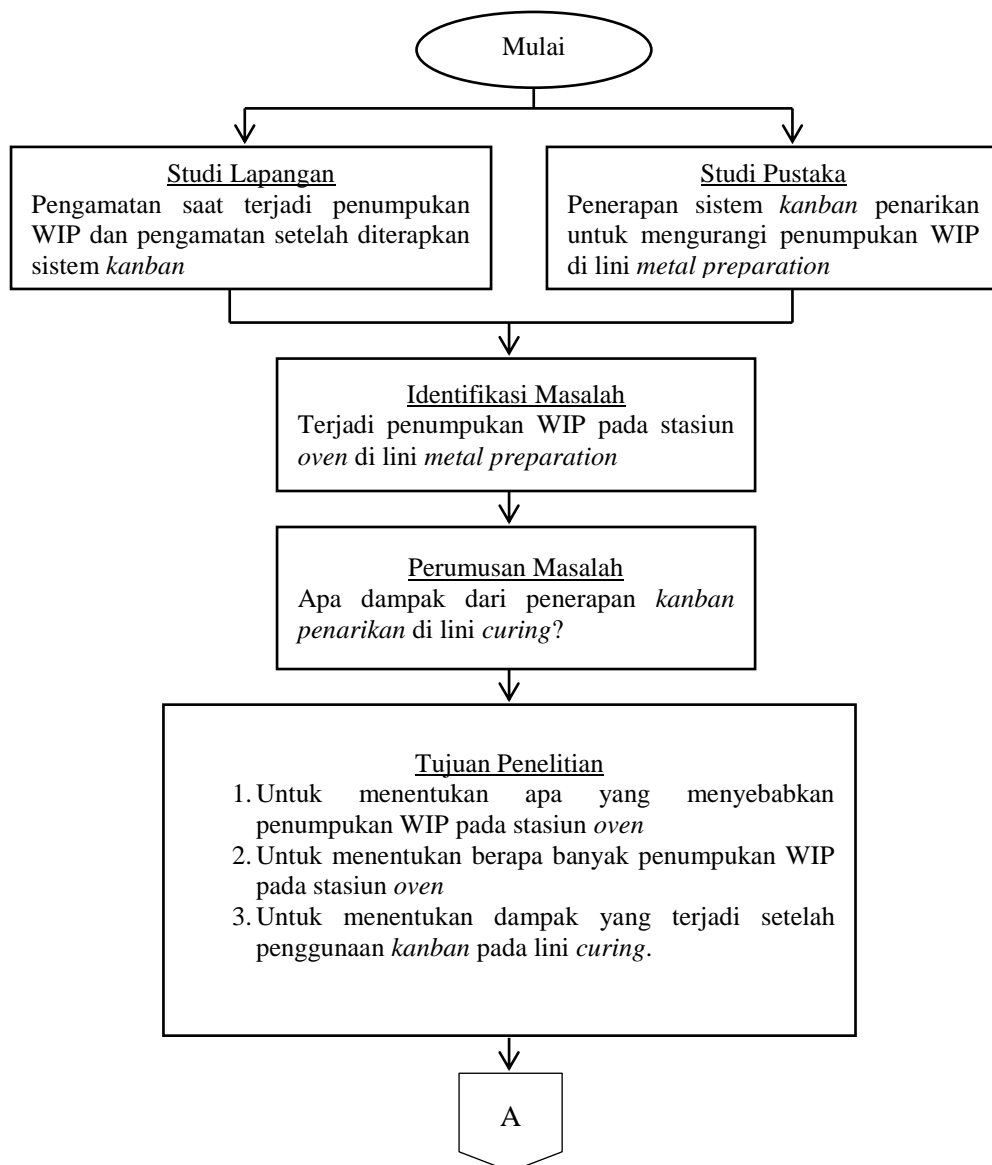 Mulai
Studi Lapangan
Pengamatan saat terjadi penumpukan
WIP dan pengamatan setelah diterapkan
sistem kanban
Studi Pustaka
Penerapan sistem kanban penarikan
untuk mengurangi penumpukan WIP
di lini metal preparation
Identifikasi Masalah
Terjadi penumpukan WIP pada stasiun
oven di lini metal preparation
Perumusan Masalah
Apa dampak dari penerapan kanban
penarikan di lini curing?
Tujuan Penelitian
1. Untuk menentukan apa yang menyebabkan
penumpukan WIP pada stasiun oven
2. Untuk menentukan berapa banyak penumpukan WIP
pada stasiun oven
3. Untuk menentukan dampak yang terjadi setelah
penggunaan kanban pada lini curing.
A